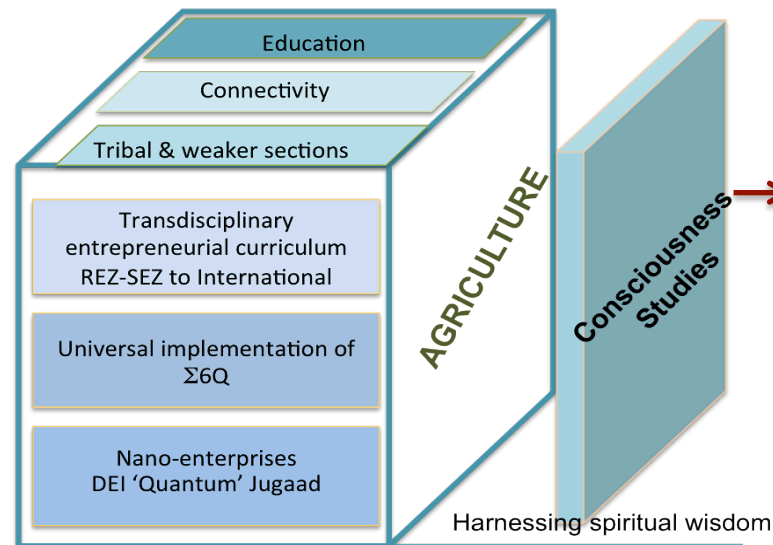 Education
Connectivity
Tribal & weaker sections
Transdisciplinary
entrepreneurial curriculum
REZ-SEZ to International
Universal implementation of
Σ6Q
Nano-enterprises
DEI ‘Quantum’ Jugaad
AGRICULTURE
Consciousness
Studies
Harnessing spiritual wisdom